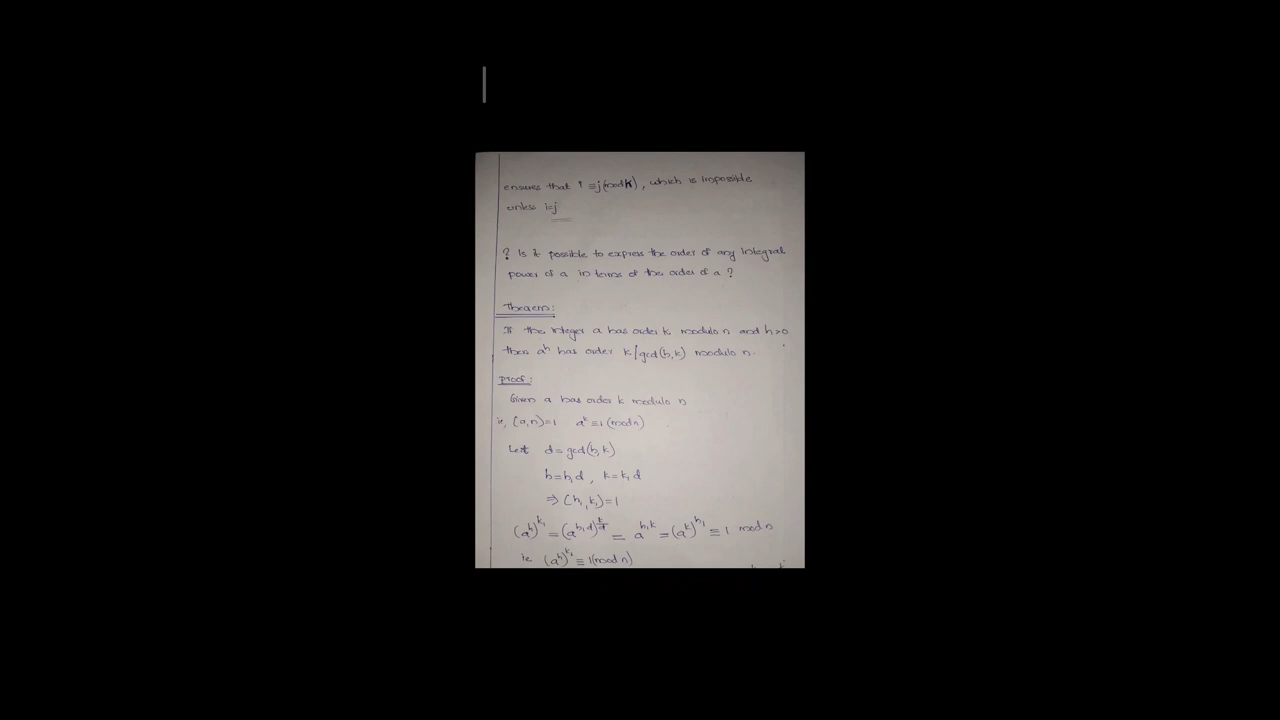 ensures that i ≡ j(mod k), which is impossible
unless i=j
? Is it possible to express the order of any integral
power of a in terms of the order of a ?
Theorem:
If the integer a has order k modulo n and h>0
then a^h has order k/gcd(h,k) modulo n.
Proof:
Given a has order k modulo n
ie, (a,n)=1 a^k ≡ 1 (mod n)
Let d = gcd(h,k)
h=h₁d , k=k₁d
⇒ (h₁,k₁)=1
(a^h)^k₁ = (a^h₁d)^k/d = a^h₁k = (a^k)^h₁ ≡ 1 mod n
ie (a^h)^k₁ ≡ 1(mod n)